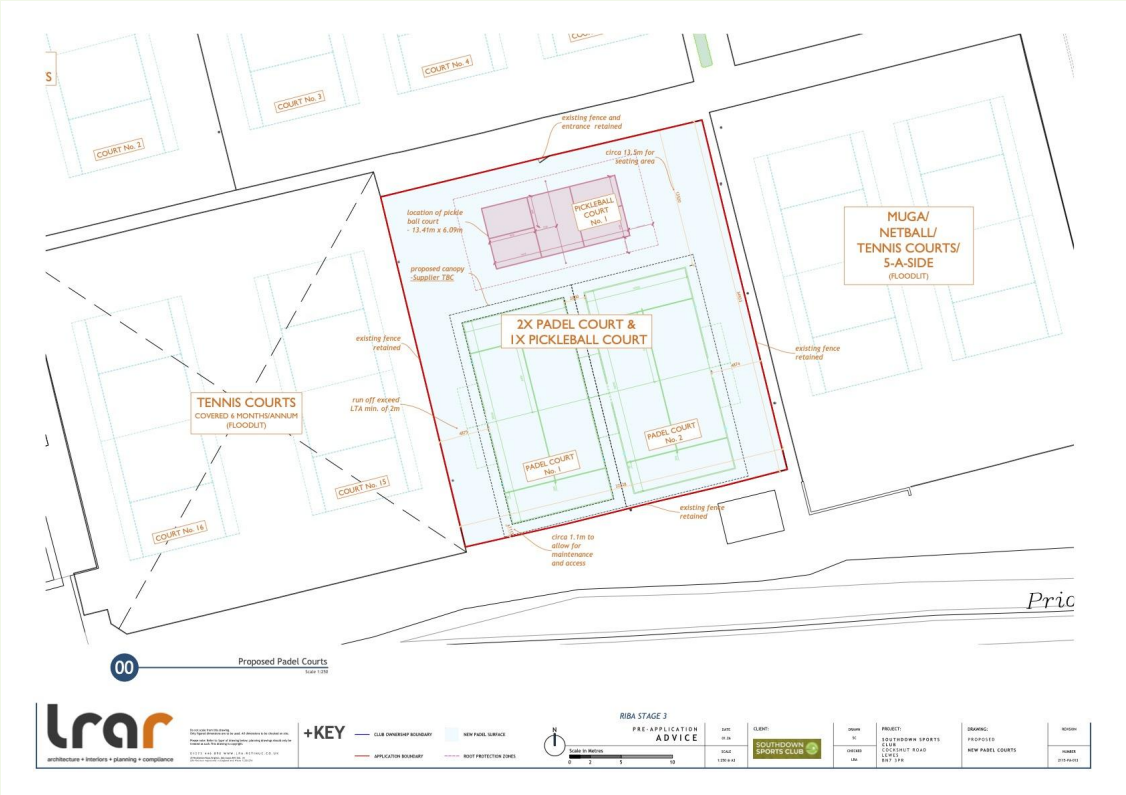 S
COURT No. 2
COURT No. 3
COURT No. 4
existing fence and
entrance retained
circa 13.5m for
seating area
location of pickle
ball court
- 13.41m x 6.09m
PICKLEBALL
COURT
No. 1
proposed canopy
-Supplier TBC
2X PADEL COURT &
1X PICKLEBALL COURT
MUGA/
NETBALL/
TENNIS COURTS/
5-A-SIDE
(FLOODLIT)
existing fence
retained
existing fence
retained
run off exceed
LTA min. of 2m
TENNIS COURTS
COVERED 6 MONTHS/ANNUM
(FLOODLIT)
PADEL COURT
No. 1
PADEL COURT
No. 2
COURT No. 15
COURT No. 16
existing fence
retained
circa 1.1m to
allow for
maintenance
and access
Prio
00
Proposed Padel Courts
Scale 1:250
lrar
architecture + interiors + planning + compliance
+KEY
CLUB OWNERSHIP BOUNDARY
NEW PADEL SURFACE
APPLICATION BOUNDARY
ROOT PROTECTION ZONES
N
Scale in Metres
0 2 5 10
RIBA STAGE 3
PRE-APPLICATION
ADVICE
DATE
SCALE
CLIENT:
SOUTHDOWN
SPORTS CLUB
DRAWN
CHECKED
LRA
PROJECT:
SOUTHDOWN SPORTS
CLUB
COCKSHUT ROAD
LEWES
BN7 1PR
DRAWING:
PROPOSED
NEW PADEL COURTS
REVISION
NUMBER